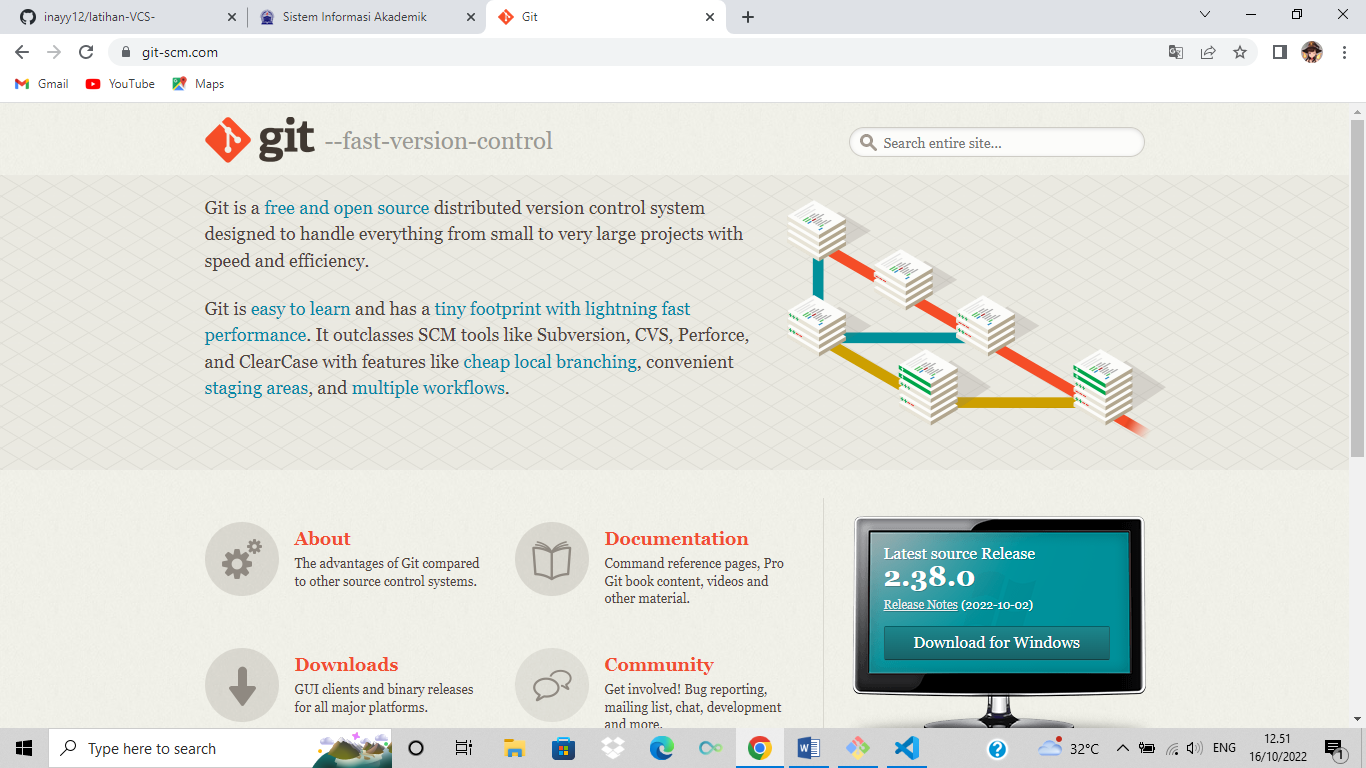 inayy12/latihan-VCS-
Sistem Informasi Akademik
Git
git-scm.com
Gmail
YouTube
Maps
git --fast-version-control
Search entire site...
Git is a free and open source distributed version control system
designed to handle everything from small to very large projects with
speed and efficiency.
Git is easy to learn and has a tiny footprint with lightning fast
performance. It outclasses SCM tools like Subversion, CVS, Perforce,
and ClearCase with features like cheap local branching, convenient
staging areas, and multiple workflows.
About
The advantages of Git compared
to other source control systems.
Documentation
Command reference pages, Pro
Git book content, videos and
other material.
Downloads
GUI clients and binary releases
for all major platforms.
Community
Get involved! Bug reporting,
mailing list, chat, development
and more.
Latest source Release
2.38.0
Release Notes (2022-10-02)
Download for Windows
Type here to search
32°C
ENG
12.51
16/10/2022
1